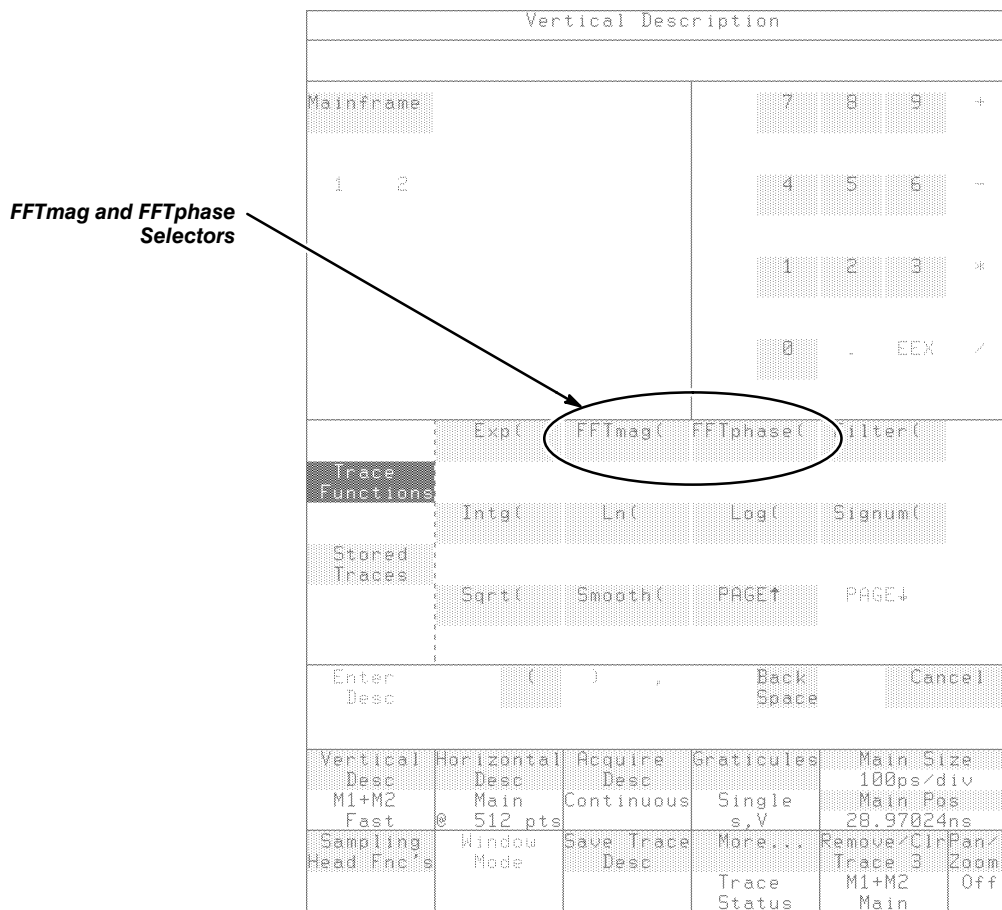 Vertical Description
Mainframe
7 8 9 +
1 2
4 5 6 -
FFTmag and FFTphase
Selectors
1 2 3 *
0 . EEX /
Exp( FFTmag( FFTphase( Filter(
Trace
Functions
Intg( Ln( Log( Signum(
Stored
Traces
Sqrt( Smooth( PAGE↑ PAGE↓
Enter
Desc
( ) ,
Back
Space
Cancel
Vertical
Desc
M1+M2
Fast
Horizontal
Desc
Main
@ 512 pts
Acquire
Desc
Continuous
Graticules
Single
s,V
Main Size
100ps/div
Main Pos
28.97024ns
Sampling
Head Fnc's
Window
Mode
Save Trace
Desc
More...
Trace
Status
Remove/Clr
Trace 3
M1+M2
Main
Pan/
Zoom
Off